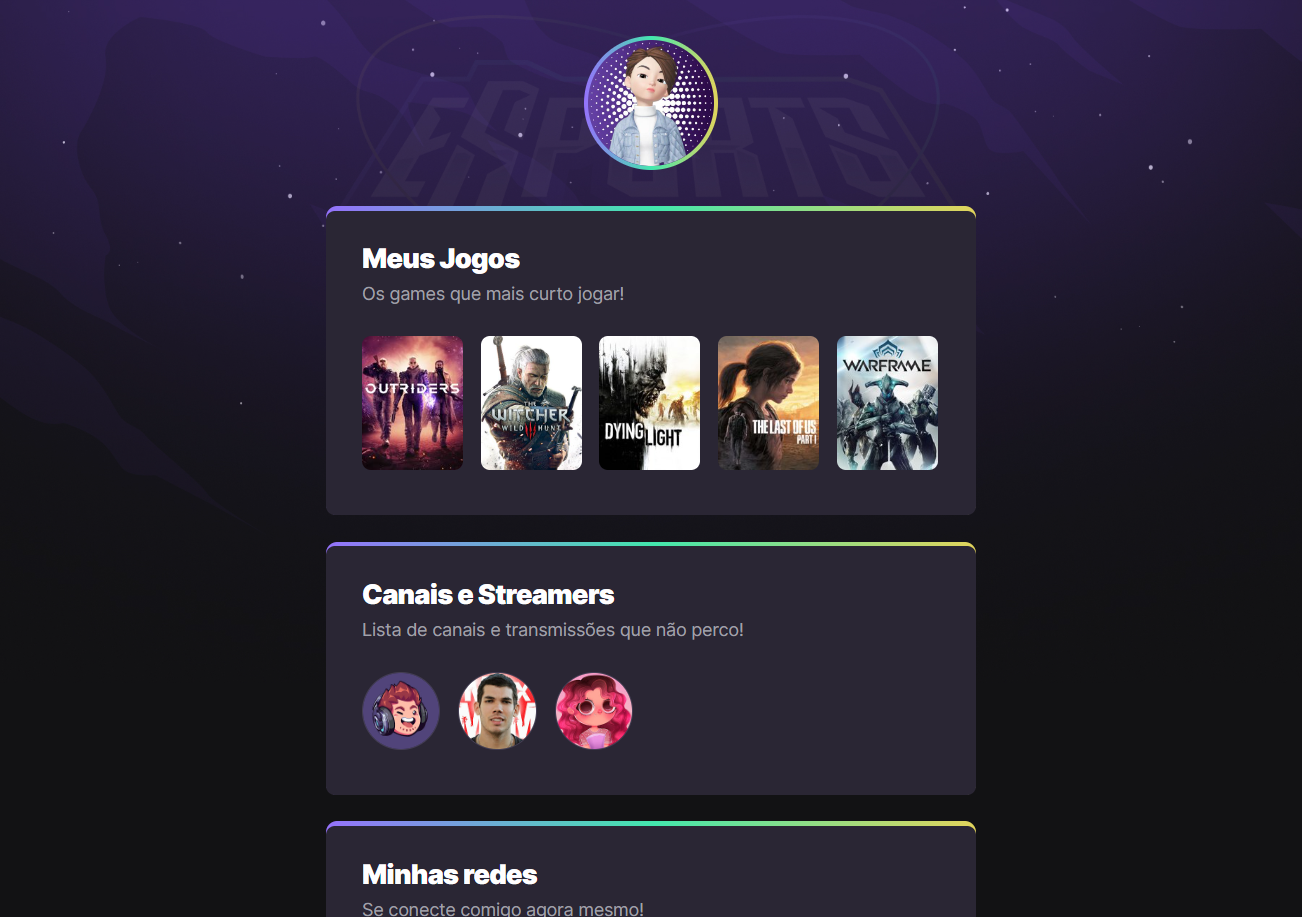 ESPORTS
Meus Jogos
Os games que mais curto jogar!
OUTRIDERS
THE
WITCHER
WILD HUNT
DYING
LIGHT
THE LAST OF US
PART I
WARFRAME
Canais e Streamers
Lista de canais e transmissões que não perco!
Minhas redes
Se conecte comigo agora mesmo!